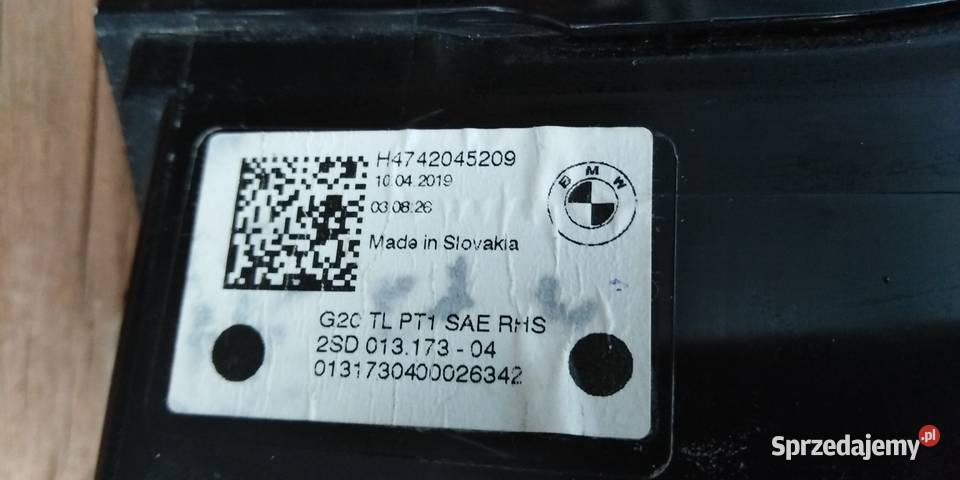 H4742045209
10.04.2019
03:08:26
Made in Slovakia
BMW
G20 TL PT1 SAE RHS
2SD 013.173 - 04
0131730400026342
Sprzedajemy.pl